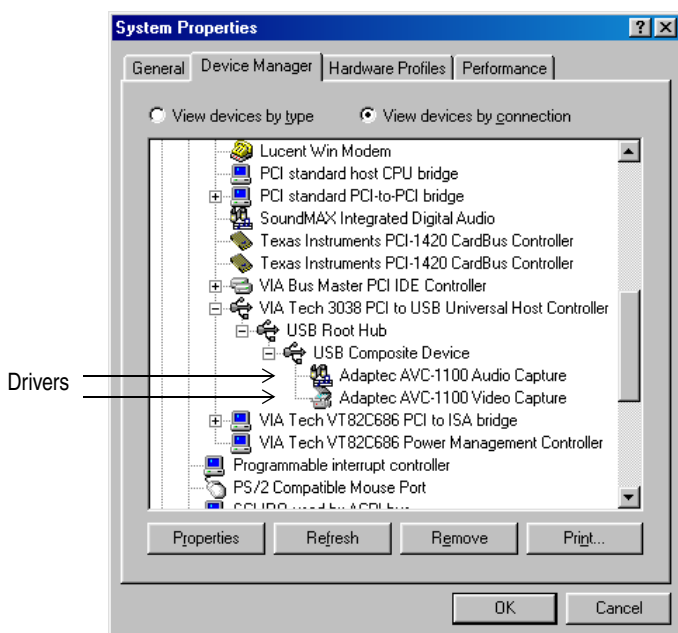 System Properties
General Device Manager Hardware Profiles Performance
View devices by type View devices by connection
Lucent Win Modem
PCI standard host CPU bridge
PCI standard PCI-to-PCI bridge
SoundMAX Integrated Digital Audio
Texas Instruments PCI-1420 CardBus Controller
Texas Instruments PCI-1420 CardBus Controller
VIA Bus Master PCI IDE Controller
VIA Tech 3038 PCI to USB Universal Host Controller
USB Root Hub
USB Composite Device
Drivers
Adaptec AVC-1100 Audio Capture
Adaptec AVC-1100 Video Capture
VIA Tech VT82C686 PCI to ISA bridge
VIA Tech VT82C686 Power Management Controller
Programmable interrupt controller
PS/2 Compatible Mouse Port
Properties Refresh Remove Print...
OK Cancel